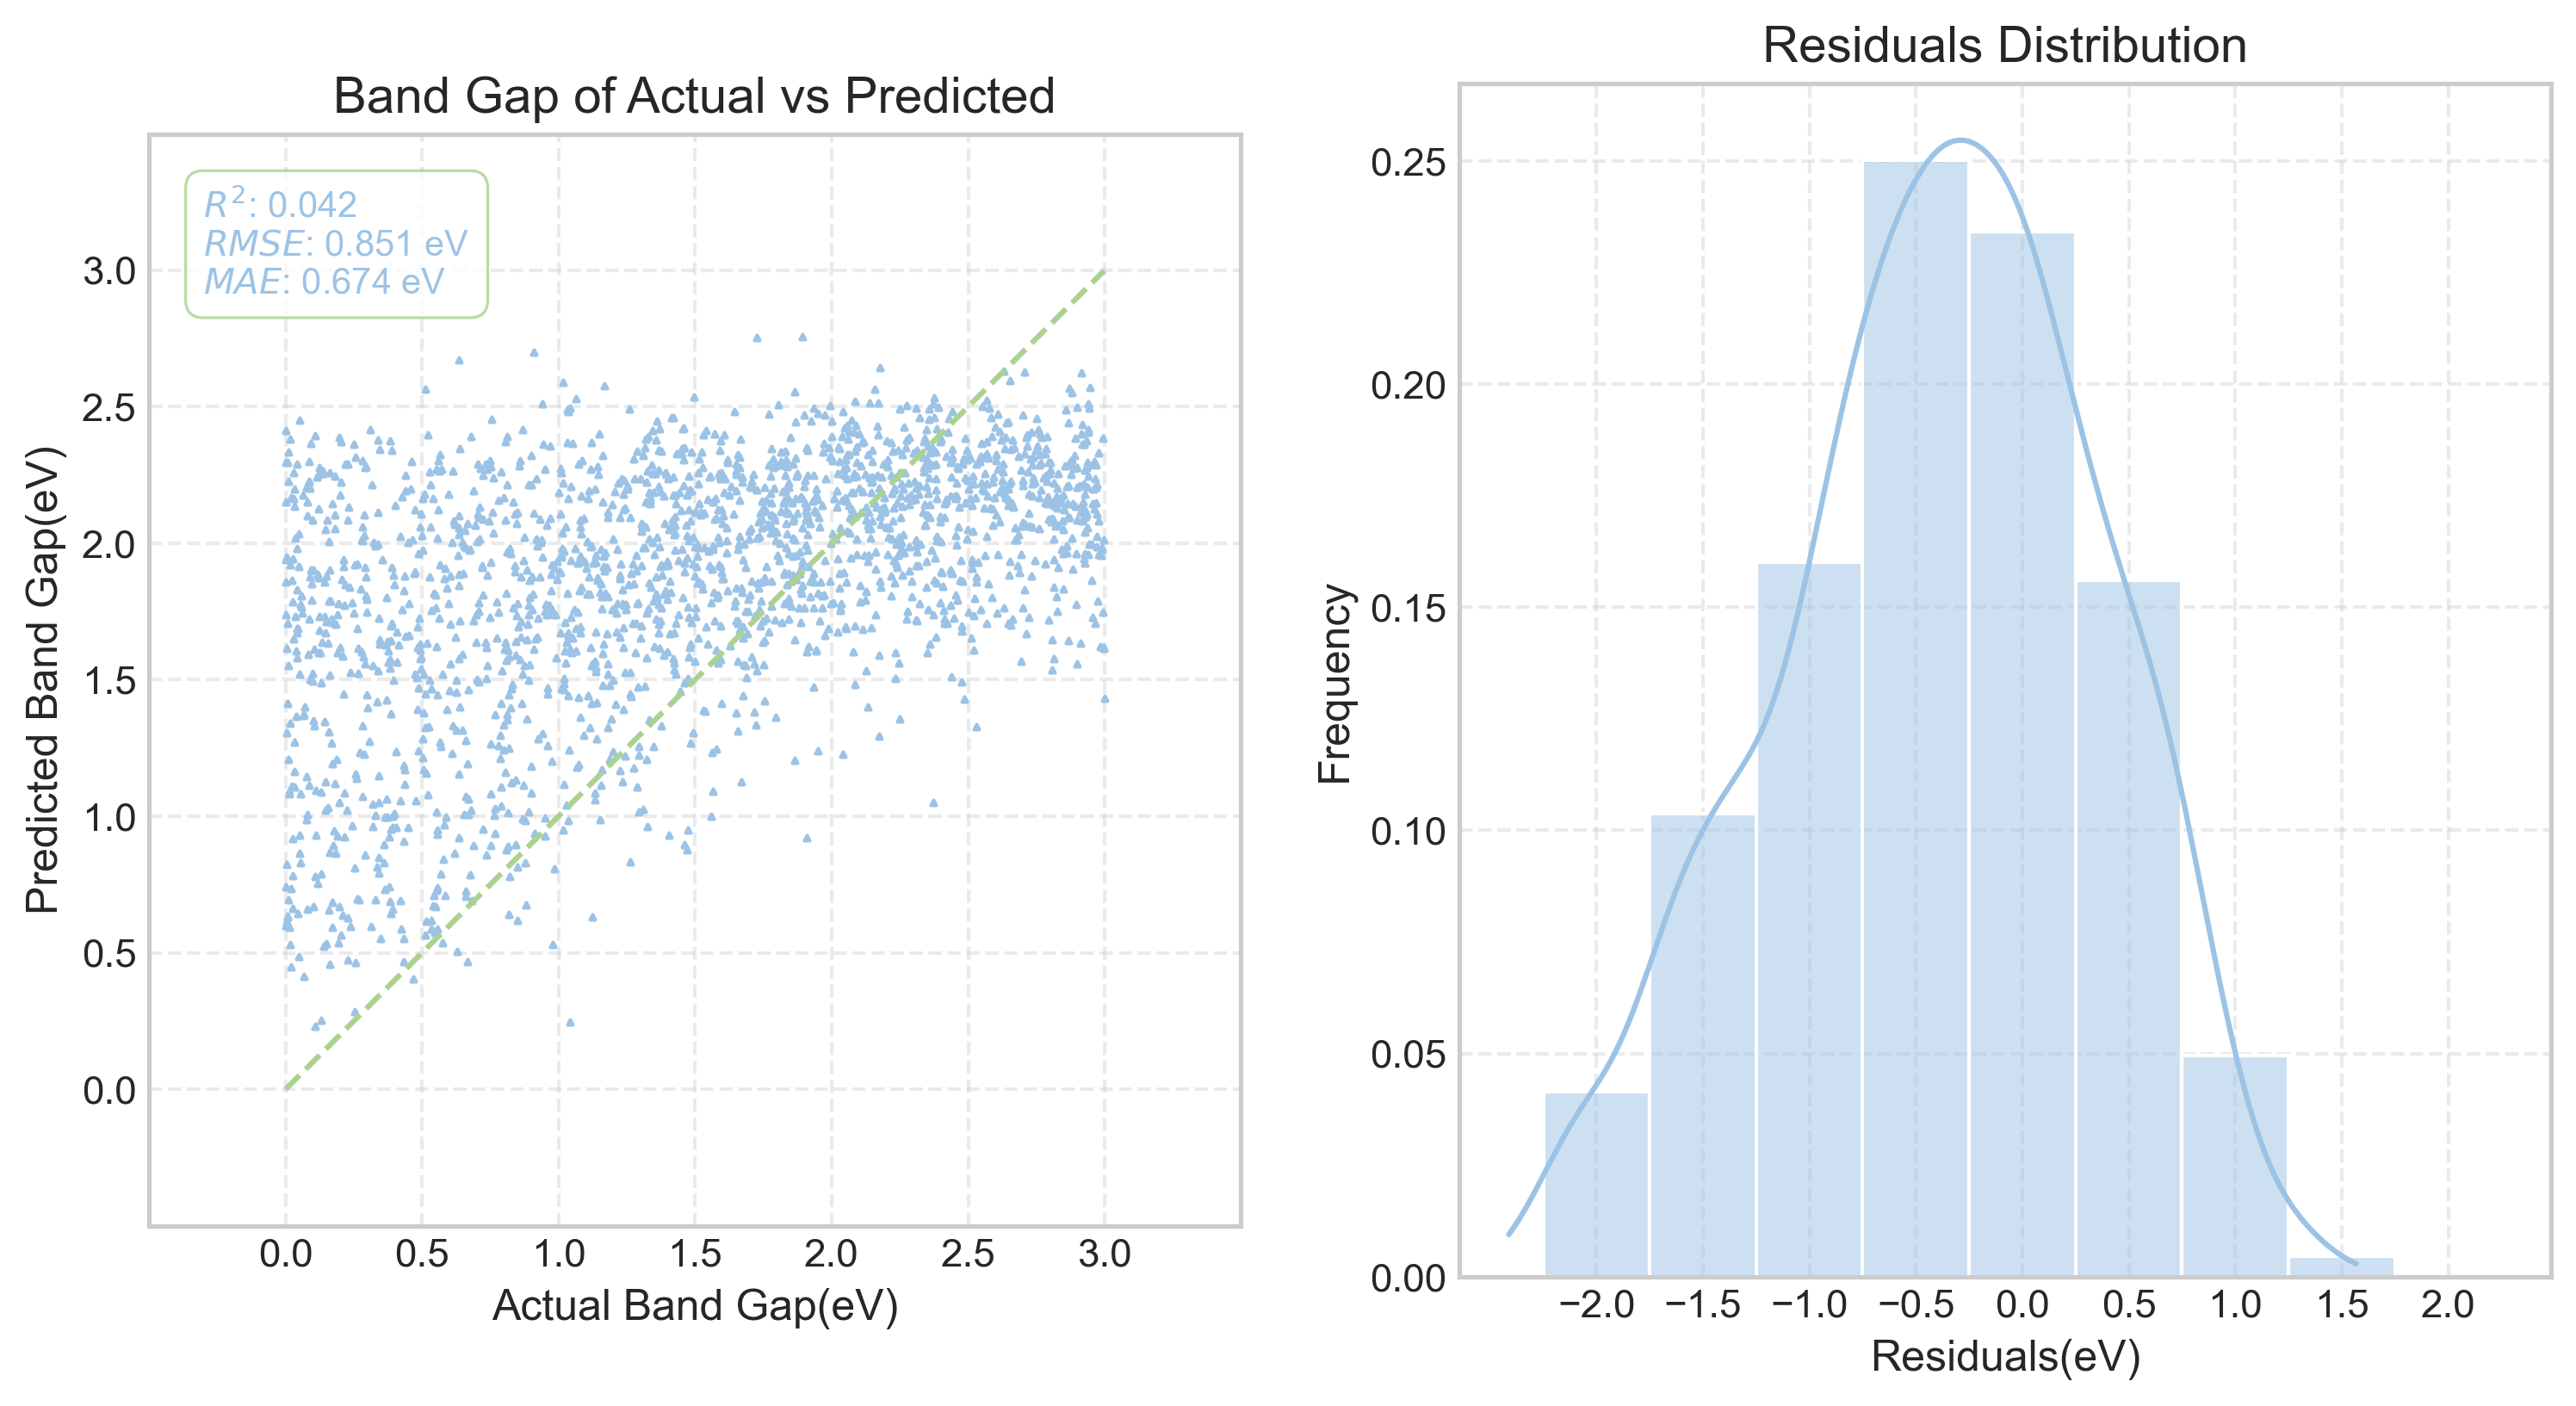 Band Gap of Actual vs Predicted
R²: 0.042
RMSE: 0.851 eV
MAE: 0.674 eV
3.0
2.5
2.0
1.5
1.0
0.5
0.0
Predicted Band Gap(eV)
0.0 0.5 1.0 1.5 2.0 2.5 3.0
Actual Band Gap(eV)
Residuals Distribution
0.25
0.20
0.15
0.10
0.05
0.00
Frequency
−2.0 −1.5 −1.0 −0.5 0.0 0.5 1.0 1.5 2.0
Residuals(eV)